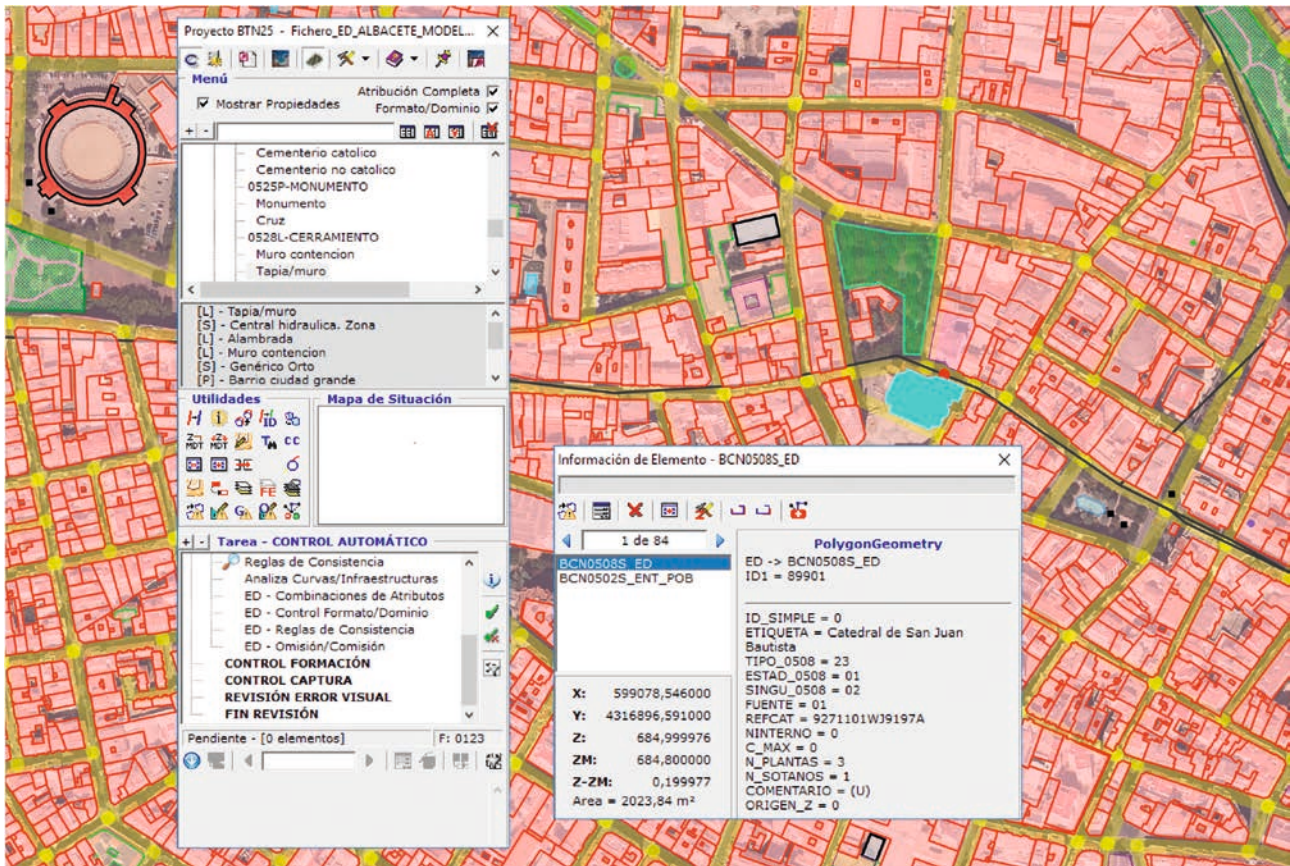 Proyecto BTN25 - Fichero_ED_ALBACETE_MODEL...
Menú
Atribución Completa
Mostrar Propiedades
Formato/Dominio
Cementerio catolico
Cementerio no catolico
0525P-MONUMENTO
Monumento
Cruz
0528L-CERRAMIENTO
Muro contencion
Tapia/muro
[L] - Tapia/muro
[S] - Central hidraulica. Zona
[L] - Alambrada
[L] - Muro contencion
[S] - Genérico Orto
[P] - Barrio ciudad grande
Utilidades
Mapa de Situación
+ - Tarea - CONTROL AUTOMÁTICO
Reglas de Consistencia
Analiza Curvas/Infraestructuras
ED - Combinaciones de Atributos
ED - Control Formato/Dominio
ED - Reglas de Consistencia
ED - Omisión/Comisión
CONTROL FORMACIÓN
CONTROL CAPTURA
REVISIÓN ERROR VISUAL
FIN REVISIÓN
Pendiente - [0 elementos]
F: 0123
Información de Elemento - BCN0508S_ED
1 de 84
BCN0508S_ED
BCN0502S_ENT_POB
X: 599078,546000
Y: 4316896,591000
Z: 684,999976
ZM: 684,800000
Z-ZM: 0,199977
Area = 2023,84 m²
PolygonGeometry
ED -> BCN0508S_ED
ID1 = 89901
ID_SIMPLE = 0
ETIQUETA = Catedral de San Juan
Bautista
TIPO_0508 = 23
ESTAD_0508 = 01
SINGU_0508 = 02
FUENTE = 01
REFCAT = 9271101WJ9197A
NINTERNO = 0
C_MAX = 0
N_PLANTAS = 3
N_SOTANOS = 1
COMENTARIO = (U)
ORIGEN_Z = 0